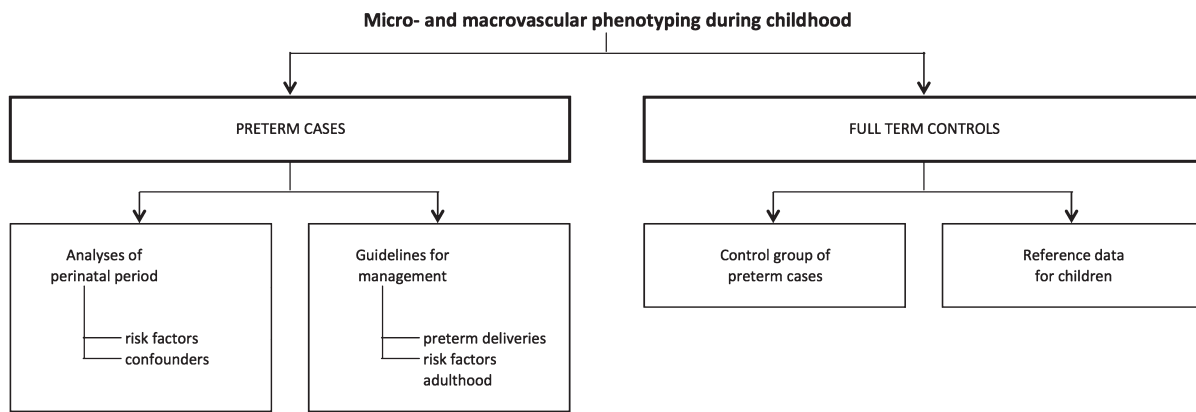 Micro- and macrovascular phenotyping during childhood
PRETERM CASES
FULL TERM CONTROLS
Analyses of
perinatal period
risk factors
confounders
Guidelines for
management
preterm deliveries
risk factors
adulthood
Control group of
preterm cases
Reference data
for children